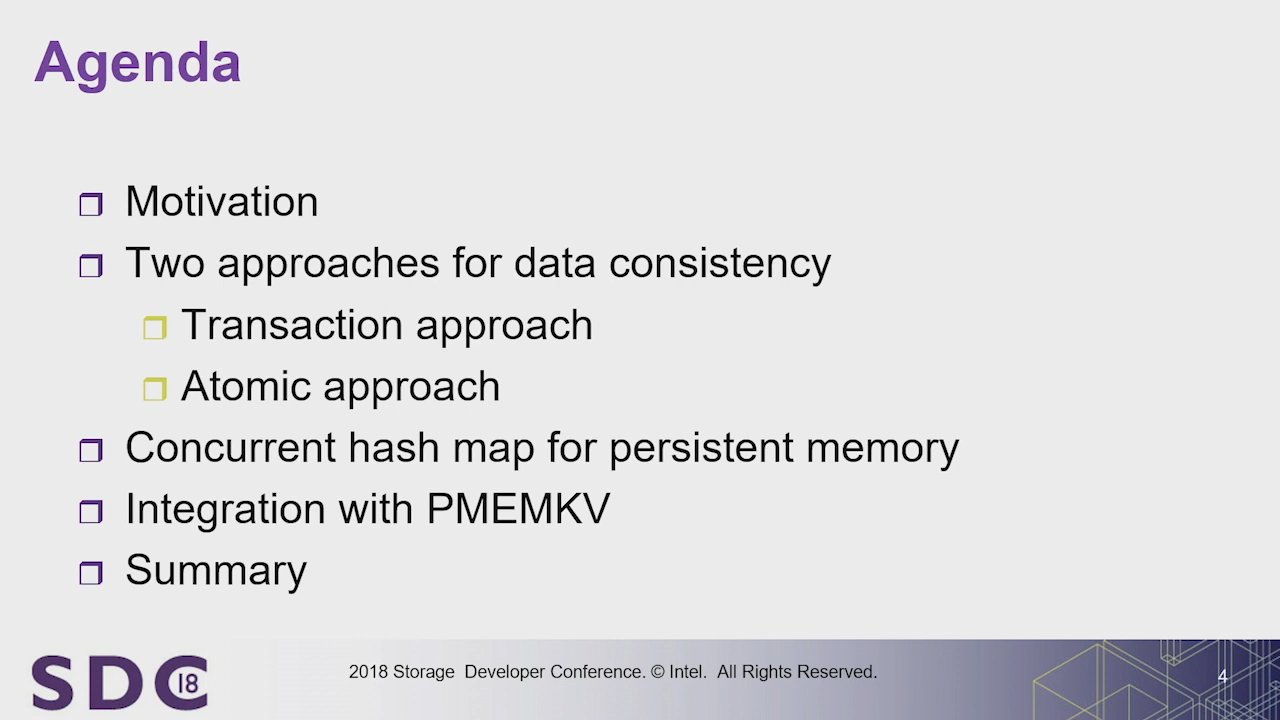 Agenda
Motivation
Two approaches for data consistency
Transaction approach
Atomic approach
Concurrent hash map for persistent memory
Integration with PMEMKV
Summary
SDC 18
2018 Storage Developer Conference. © Intel. All Rights Reserved.
4